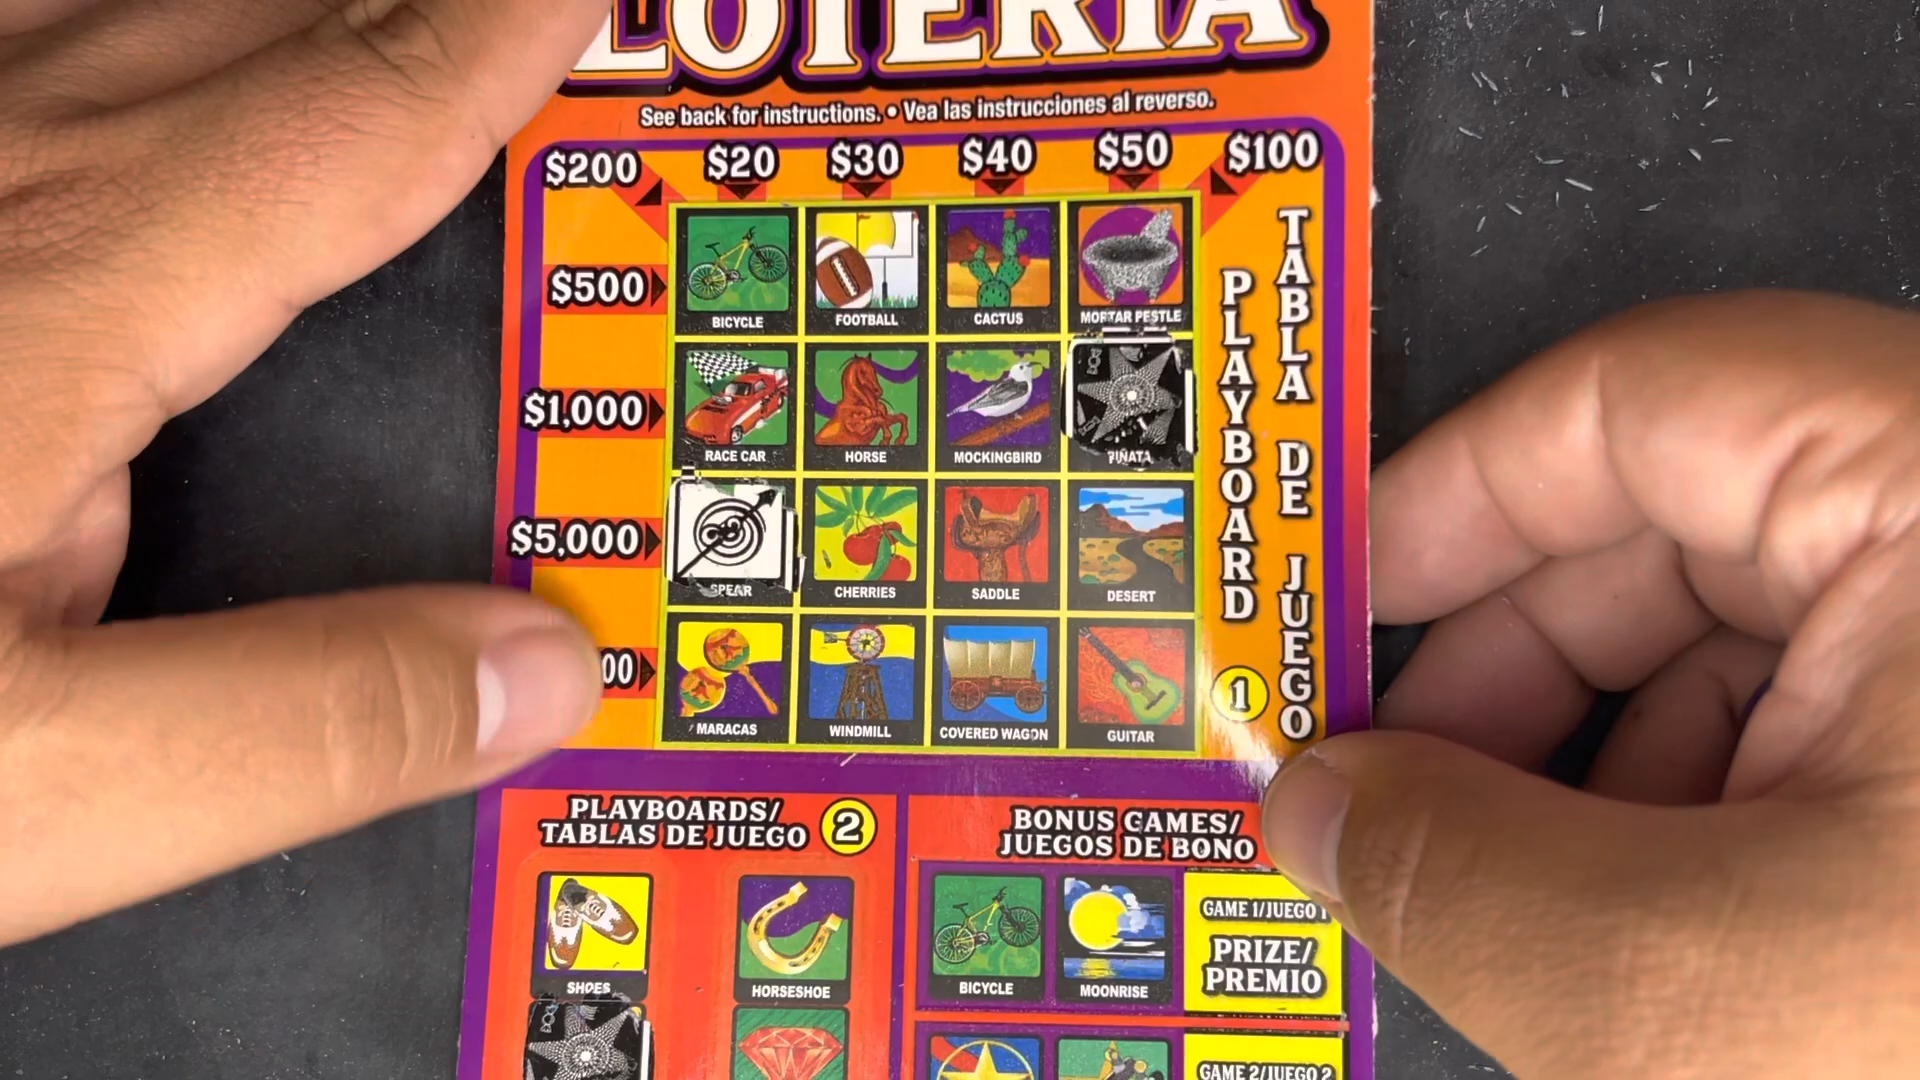 LOTERIA
See back for instructions. • Vea las instrucciones al reverso.
$200 $20 $30 $40 $50 $100
$500
BICYCLE FOOTBALL CACTUS MORTAR PESTLE
$1,000
RACE CAR HORSE MOCKINGBIRD PIÑATA
$5,000
SPEAR CHERRIES SADDLE DESERT
00
MARACAS WINDMILL COVERED WAGON GUITAR
PLAYBOARD
TABLA DE JUEGO
1
PLAYBOARDS/
TABLAS DE JUEGO 2
SHOES HORSESHOE
BONUS GAMES/
JUEGOS DE BONO
BICYCLE MOONRISE
GAME 1/JUEGO 1
PRIZE/
PREMIO
GAME 2/JUEGO 2